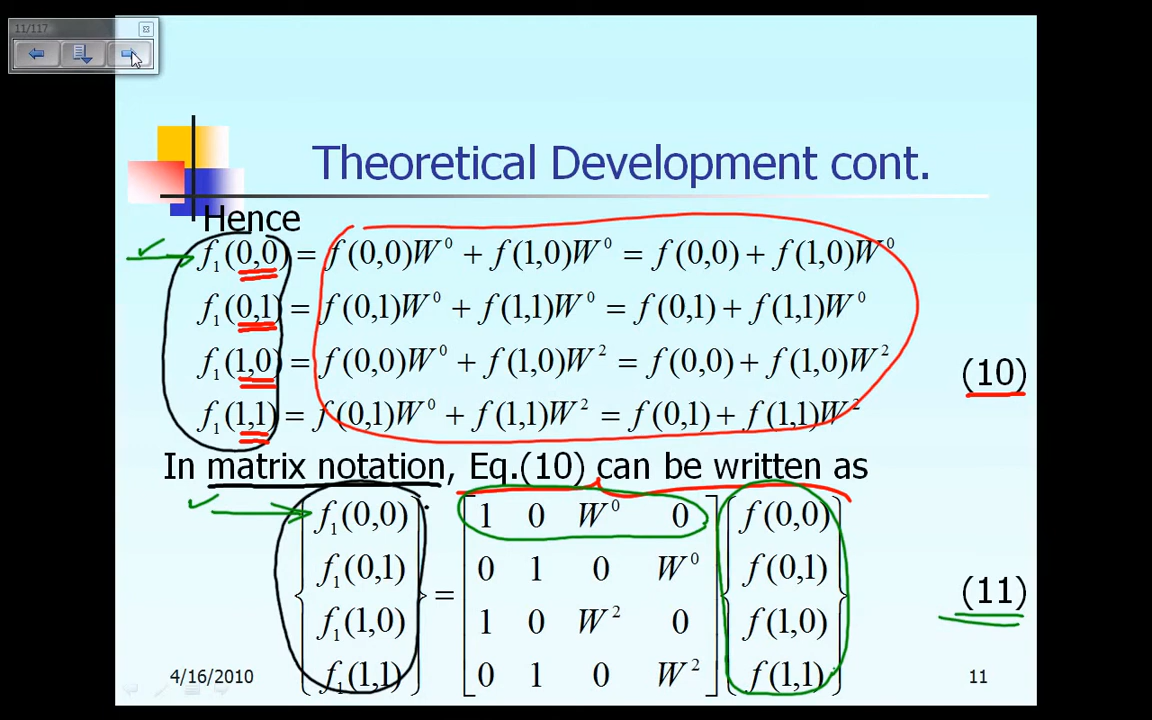 11/117
Theoretical Development cont.
Hence
f₁(0,0) = f(0,0)W⁰ + f(1,0)W⁰ = f(0,0) + f(1,0)W⁰
f₁(0,1) = f(0,1)W⁰ + f(1,1)W⁰ = f(0,1) + f(1,1)W⁰
f₁(1,0) = f(0,0)W⁰ + f(1,0)W² = f(0,0) + f(1,0)W²
(10)
f₁(1,1) = f(0,1)W⁰ + f(1,1)W² = f(0,1) + f(1,1)W²
In matrix notation, Eq.(10) can be written as
{f₁(0,0)} [1 0 W⁰ 0] {f(0,0)}
{f₁(0,1)} [0 1 0 W⁰] {f(0,1)}
= (11)
{f₁(1,0)} [1 0 W² 0] {f(1,0)}
{f₁(1,1)} [0 1 0 W²] {f(1,1)}
4/16/2010 11